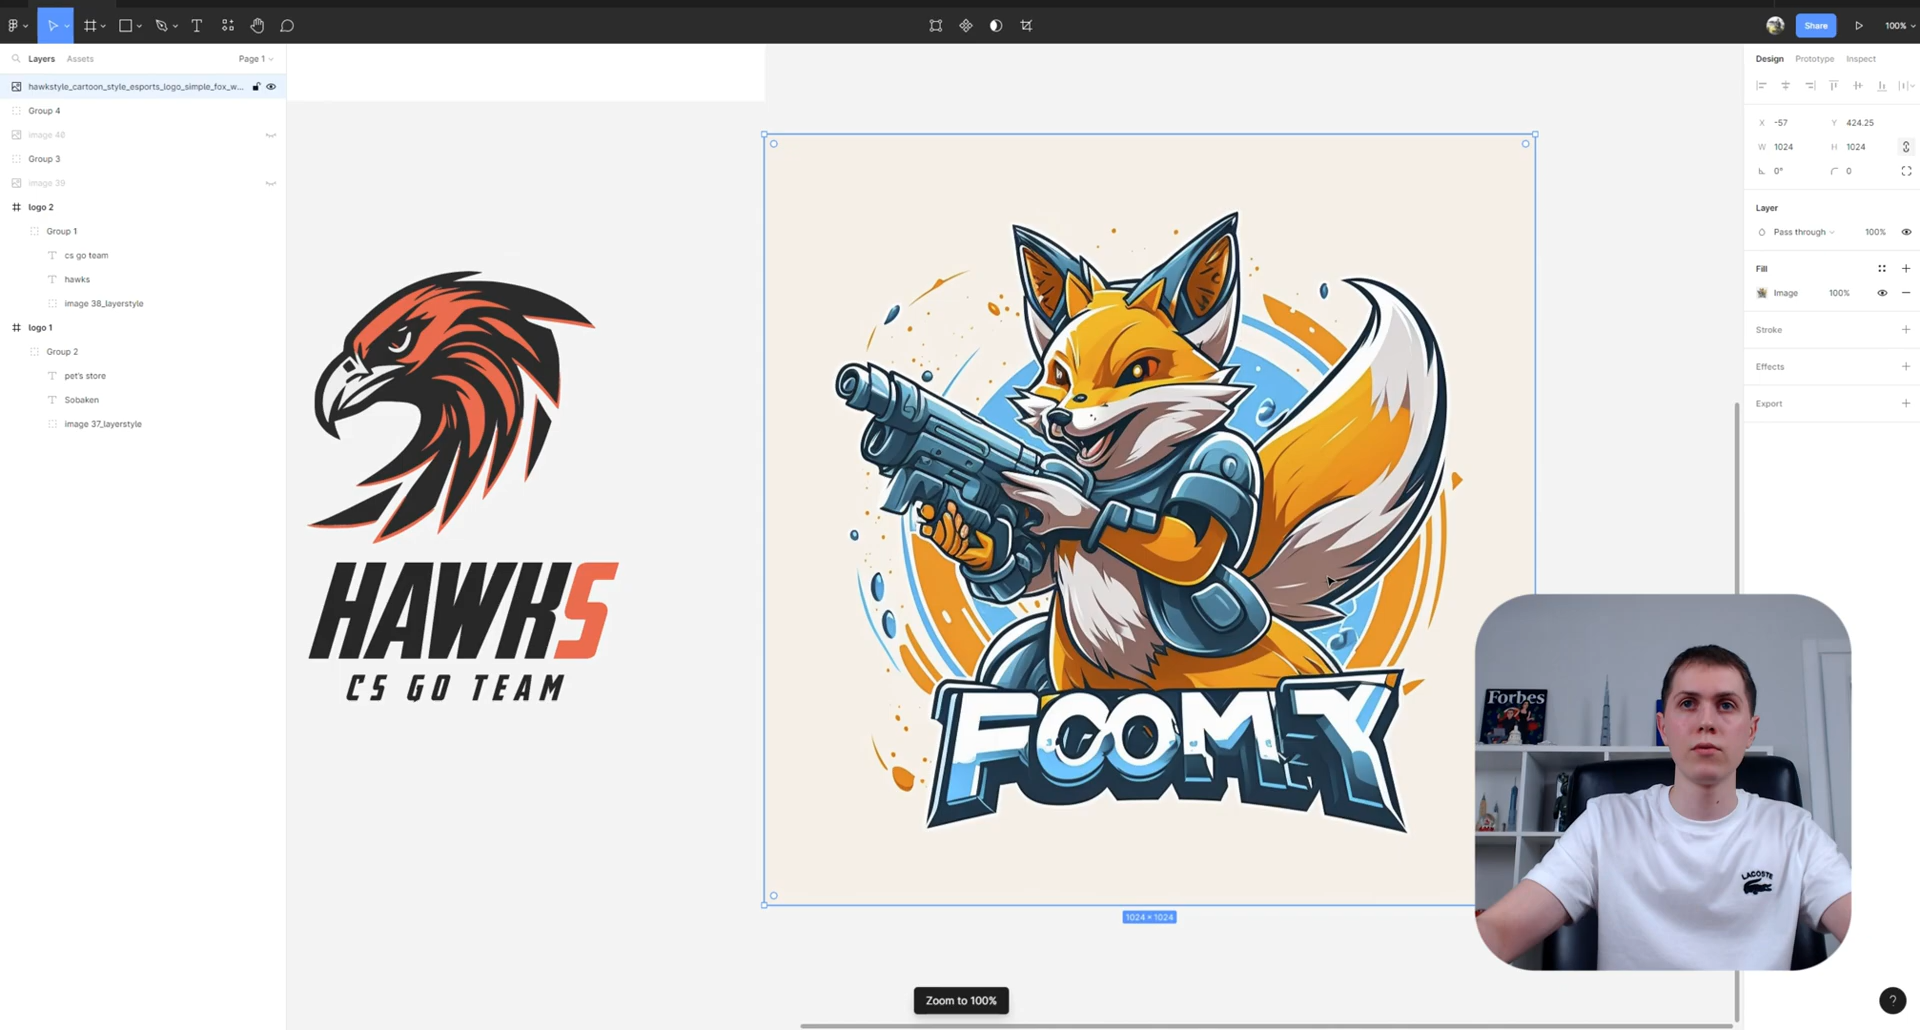 Share
100%
Layers
Assets
Page 1
hawkstyle_cartoon_style_esports_logo_simple_fox_w...
Group 4
image 40
Group 3
image 39
logo 2
Group 1
cs go team
hawks
image 38_layerstyle
logo 1
Group 2
pet's store
Sobaken
image 37_layerstyle
HAWKS
CS GO TEAM
FOOM-Y
1024 × 1024
Zoom to 100%
Forbes
LACOSTE
Design
Prototype
Inspect
X -57
Y 424.25
W 1024
H 1024
0°
0
Layer
Pass through
100%
Fill
Image
100%
Stroke
Effects
Export
?